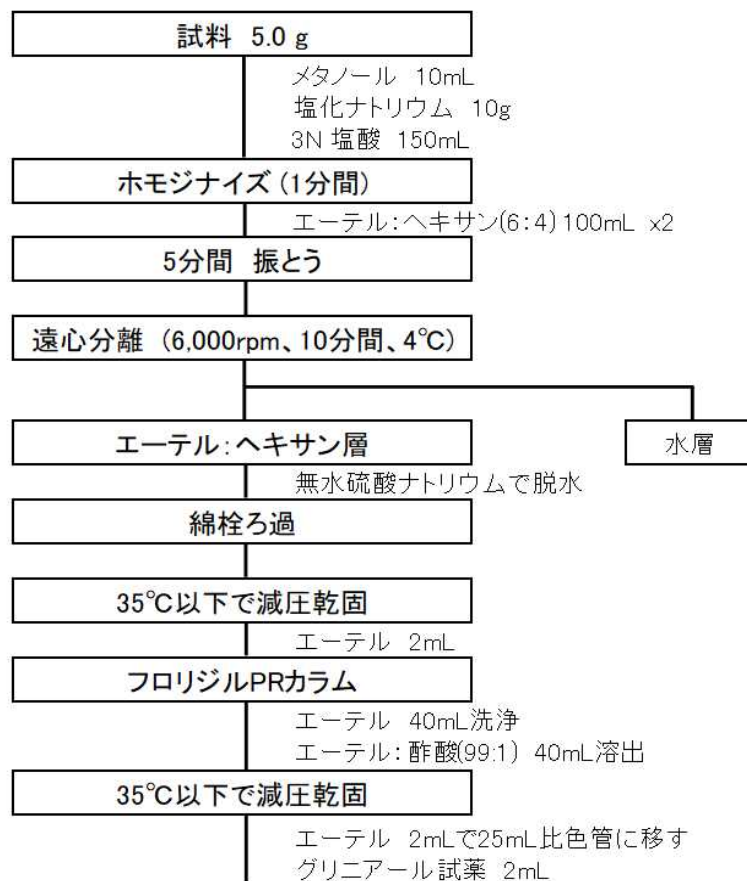 試料 5.0 g
メタノール 10mL
塩化ナトリウム 10g
3N 塩酸 150mL
ホモジナイズ (1分間)
エーテル:ヘキサン(6:4) 100mL x2
5分間 振とう
遠心分離 (6,000rpm、10分間、4℃)
エーテル:ヘキサン層
水層
無水硫酸ナトリウムで脱水
綿栓ろ過
35℃以下で減圧乾固
エーテル 2mL
フロリジルPRカラム
エーテル 40mL洗浄
エーテル:酢酸(99:1) 40mL溶出
35℃以下で減圧乾固
エーテル 2mLで25mL比色管に移す
グリニアール試薬 2mL